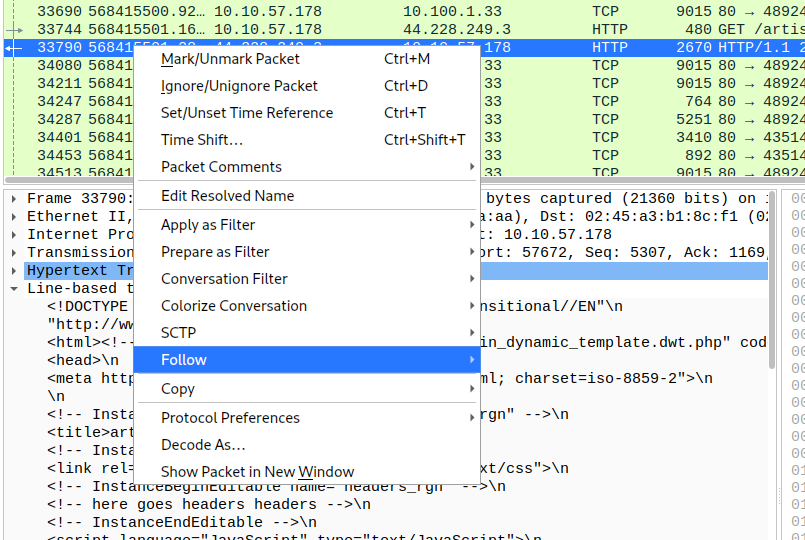 33690 568415500.92… 10.10.57.178 10.100.1.33 TCP 9015 80 → 48924
33744 568415501.16… 10.10.57.178 44.228.249.3 HTTP 480 GET /artis
33790 HTTP 2670 HTTP/1.1 2
34080 56841 33 TCP 9015 80 → 48924
34211 56841 33 TCP 9015 80 → 48924
34247 56841 33 TCP 764 80 → 48924
34287 56841 33 TCP 5251 80 → 48924
34401 56841 33 TCP 3410 80 → 43514
34453 56841 33 TCP 892 80 → 43514
34513 56841 33 TCP 9015 80 → 48924
Mark/Unmark Packet Ctrl+M
Ignore/Unignore Packet Ctrl+D
Set/Unset Time Reference Ctrl+T
Time Shift… Ctrl+Shift+T
Packet Comments
Edit Resolved Name
Apply as Filter
Prepare as Filter
Conversation Filter
Colorize Conversation
SCTP
Follow
Copy
Protocol Preferences
Decode As…
Show Packet in New Window
Frame 33790: bytes captured (21360 bits) on i
Ethernet II, a:aa), Dst: 02:45:a3:b1:8c:f1 (02
Internet Pro t: 10.10.57.178
Transmission ort: 57672, Seq: 5307, Ack: 1169,
Hypertext Tr
Line-based t
<!DOCTYPE nsitional//EN"\n
"http://ww
<html><!-- in_dynamic_template.dwt.php" cod
<head>\n
<meta http ml; charset=iso-8859-2">\n
\n
<!-- Insta rgn" -->\n
<title>art
<!-- Insta
<link rel= xt/css">\n
<!-- InstanceBeginEditable name="headers_rgn" -->\n
<!-- here goes headers headers -->\n
<!-- InstanceEndEditable -->\n
<script language="JavaScript" type="text/JavaScript">\n